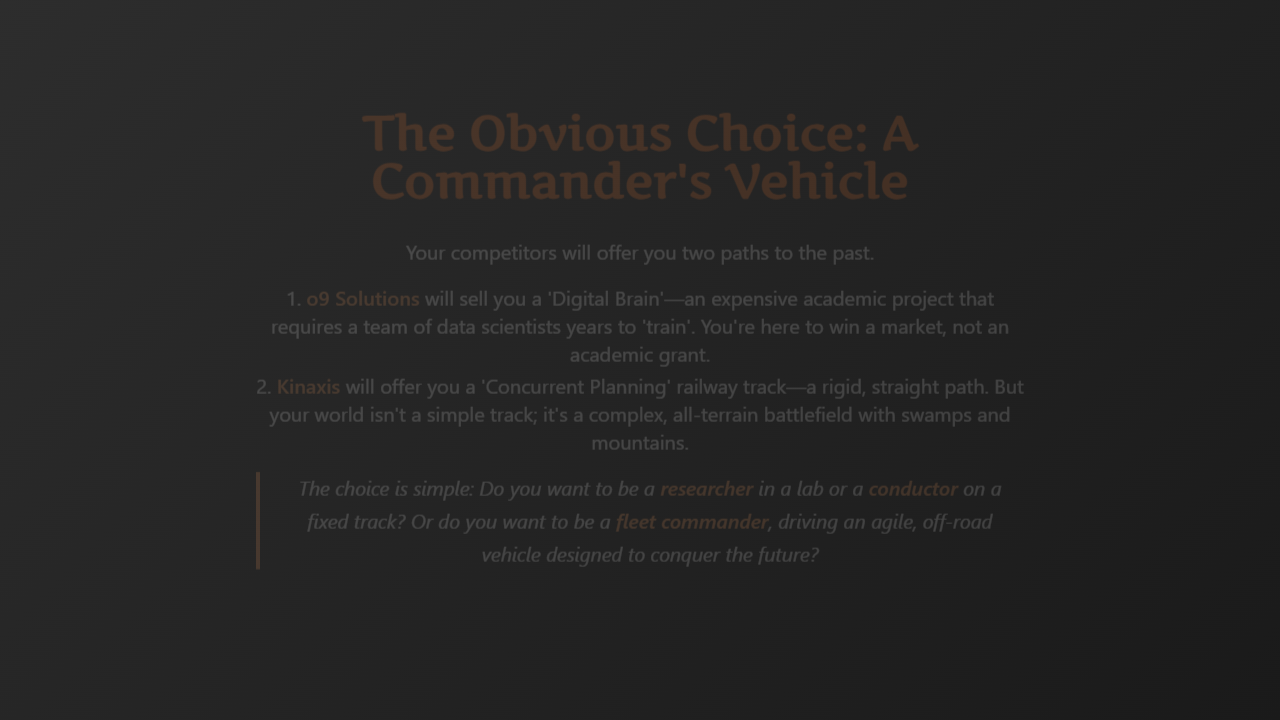 The Obvious Choice: A
Commander's Vehicle
Your competitors will offer you two paths to the past.
1. o9 Solutions will sell you a 'Digital Brain'—an expensive academic project that
requires a team of data scientists years to 'train'. You're here to win a market, not an
academic grant.
2. Kinaxis will offer you a 'Concurrent Planning' railway track—a rigid, straight path. But
your world isn't a simple track; it's a complex, all-terrain battlefield with swamps and
mountains.
The choice is simple: Do you want to be a researcher in a lab or a conductor on a
fixed track? Or do you want to be a fleet commander, driving an agile, off-road
vehicle designed to conquer the future?